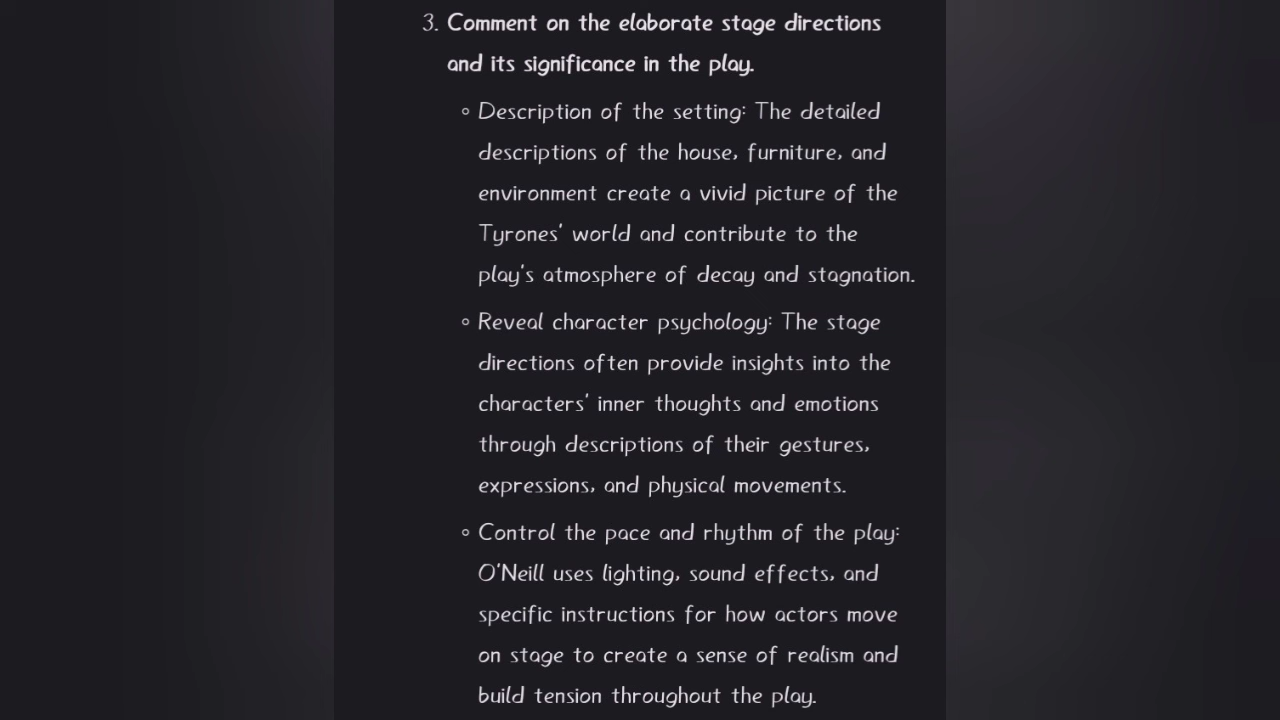 3. Comment on the elaborate stage directions
and its significance in the play.
◦ Description of the setting: The detailed
descriptions of the house, furniture, and
environment create a vivid picture of the
Tyrones' world and contribute to the
play's atmosphere of decay and stagnation.
◦ Reveal character psychology: The stage
directions often provide insights into the
characters' inner thoughts and emotions
through descriptions of their gestures,
expressions, and physical movements.
◦ Control the pace and rhythm of the play:
O'Neill uses lighting, sound effects, and
specific instructions for how actors move
on stage to create a sense of realism and
build tension throughout the play.